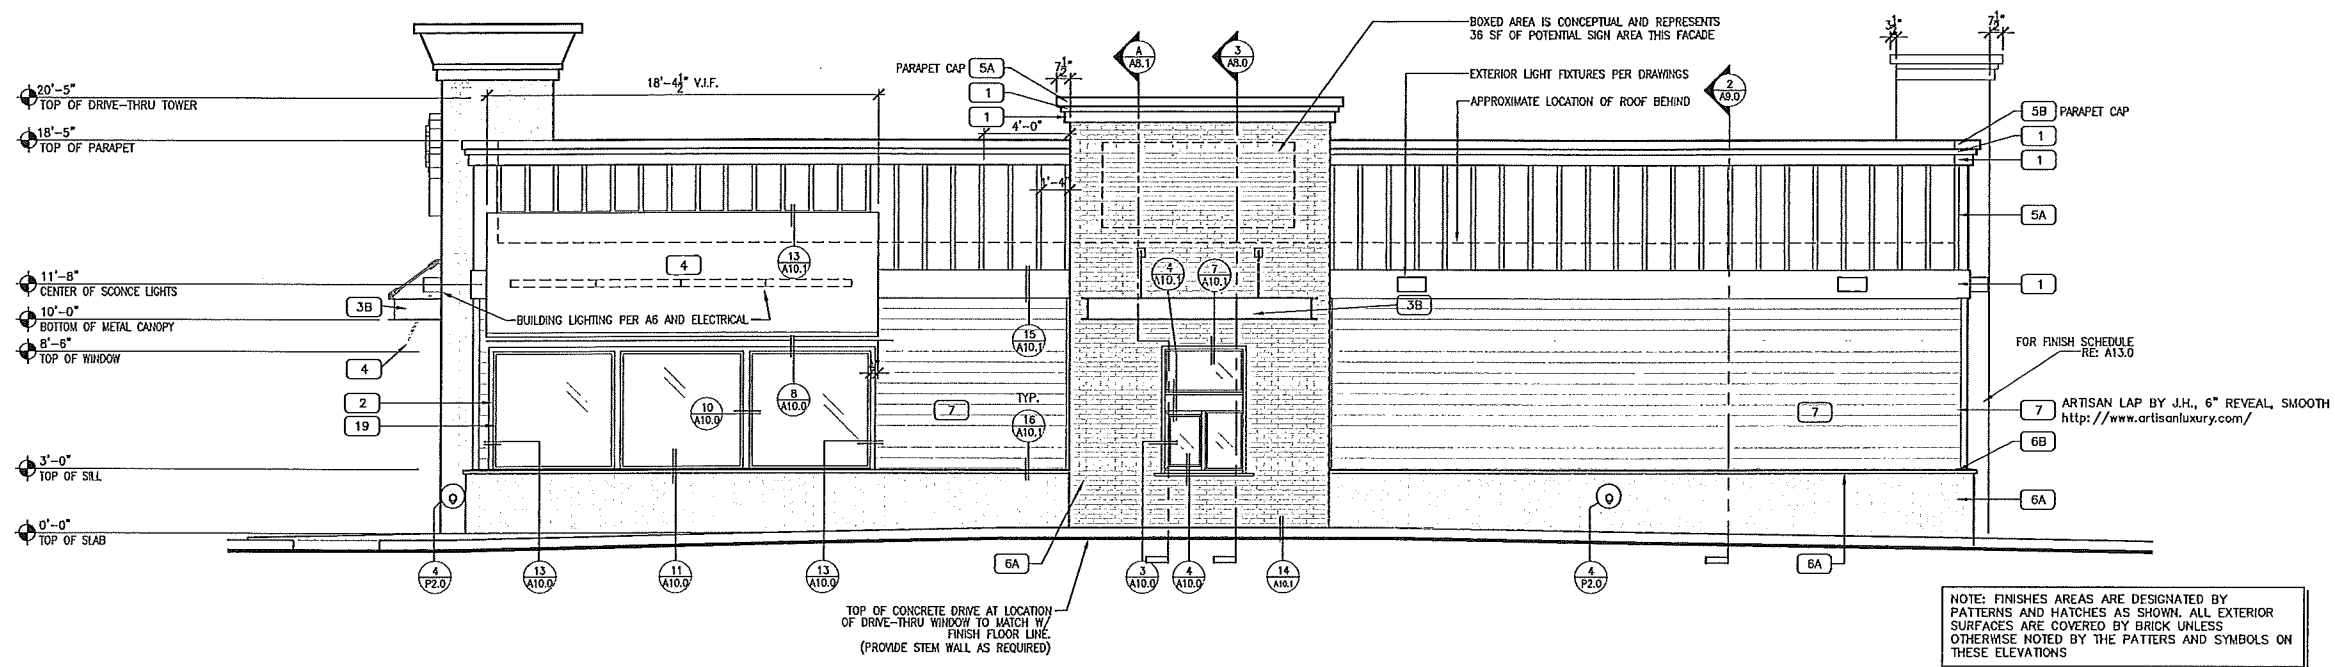 BOXED AREA IS CONCEPTUAL AND REPRESENTS
36 SF OF POTENTIAL SIGN AREA THIS FACADE
3½"
7½"
A
A8.1
3
A8.0
PARAPET CAP 5A
7½"
EXTERIOR LIGHT FIXTURES PER DRAWINGS
2
A9.0
18'-4½" V.I.F.
20'-5"
TOP OF DRIVE-THRU TOWER
1
APPROXIMATE LOCATION OF ROOF BEHIND
5B PARAPET CAP
1
4'-0"
18'-5"
TOP OF PARAPET
1
1
1'-4"
5A
13
A10.1
4
4
A10.1
7
A10.1
11'-8"
CENTER OF SCONCE LIGHTS
1
3B
3B
10'-0"
BOTTOM OF METAL CANOPY
BUILDING LIGHTING PER A6 AND ELECTRICAL
15
A10.1
8'-6"
TOP OF WINDOW
FOR FINISH SCHEDULE
RE: A13.0
4
8
A10.0
2
10
A10.0
7
TYP.
16
A10.1
7
7 ARTISAN LAP BY J.H., 6" REVEAL, SMOOTH
http://www.artisanluxury.com/
19
6B
3'-0"
TOP OF SILL
6A
0'-0"
TOP OF SLAB
4
P2.0
13
A10.0
11
A10.0
13
A10.0
6A
3
A10.0
4
A10.0
14
A10.1
4
P2.0
6A
TOP OF CONCRETE DRIVE AT LOCATION
OF DRIVE-THRU WINDOW TO MATCH W/
FINISH FLOOR LINE.
(PROVIDE STEM WALL AS REQUIRED)
NOTE: FINISHES AREAS ARE DESIGNATED BY
PATTERNS AND HATCHES AS SHOWN. ALL EXTERIOR
SURFACES ARE COVERED BY BRICK UNLESS
OTHERWISE NOTED BY THE PATTERS AND SYMBOLS ON
THESE ELEVATIONS